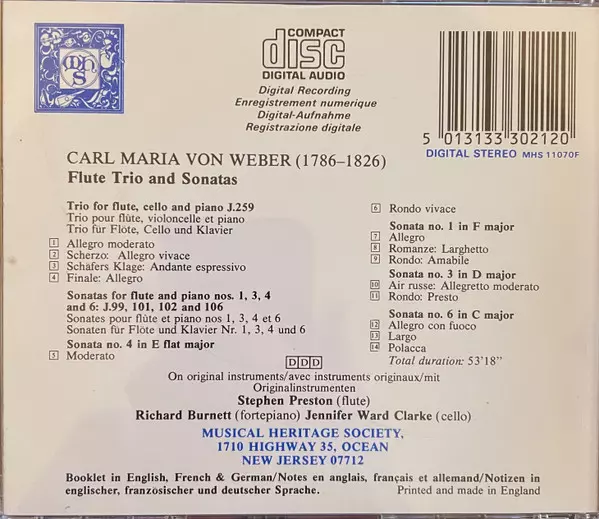 mhs
COMPACT
disc
DIGITAL AUDIO
Digital Recording
Enregistrement numerique
Digital-Aufnahme
Registrazione digitale
5 013133 302120
DIGITAL STEREO MHS 11070F
CARL MARIA VON WEBER (1786–1826)
Flute Trio and Sonatas
Trio for flute, cello and piano J.259
Trio pour flûte, violoncelle et piano
Trio für Flöte, Cello und Klavier
1 Allegro moderato
2 Scherzo: Allegro vivace
3 Schäfers Klage: Andante espressivo
4 Finale: Allegro
Sonatas for flute and piano nos. 1, 3, 4
and 6: J.99, 101, 102 and 106
Sonates pour flûte et piano nos 1, 3, 4 et 6
Sonaten für Flöte und Klavier Nr. 1, 3, 4 und 6
Sonata no. 4 in E flat major
5 Moderato
6 Rondo vivace
Sonata no. 1 in F major
7 Allegro
8 Romanze: Larghetto
9 Rondo: Amabile
Sonata no. 3 in D major
10 Air russe: Allegretto moderato
11 Rondo: Presto
Sonata no. 6 in C major
12 Allegro con fuoco
13 Largo
14 Polacca
Total duration: 53'18"
DDD
On original instruments/avec instruments originaux/mit
Originalinstrumenten
Stephen Preston (flute)
Richard Burnett (fortepiano) Jennifer Ward Clarke (cello)
MUSICAL HERITAGE SOCIETY,
1710 HIGHWAY 35, OCEAN
NEW JERSEY 07712
Booklet in English, French & German/Notes en anglais, français et allemand/Notizen in
englischer, französischer und deutscher Sprache.
Printed and made in England